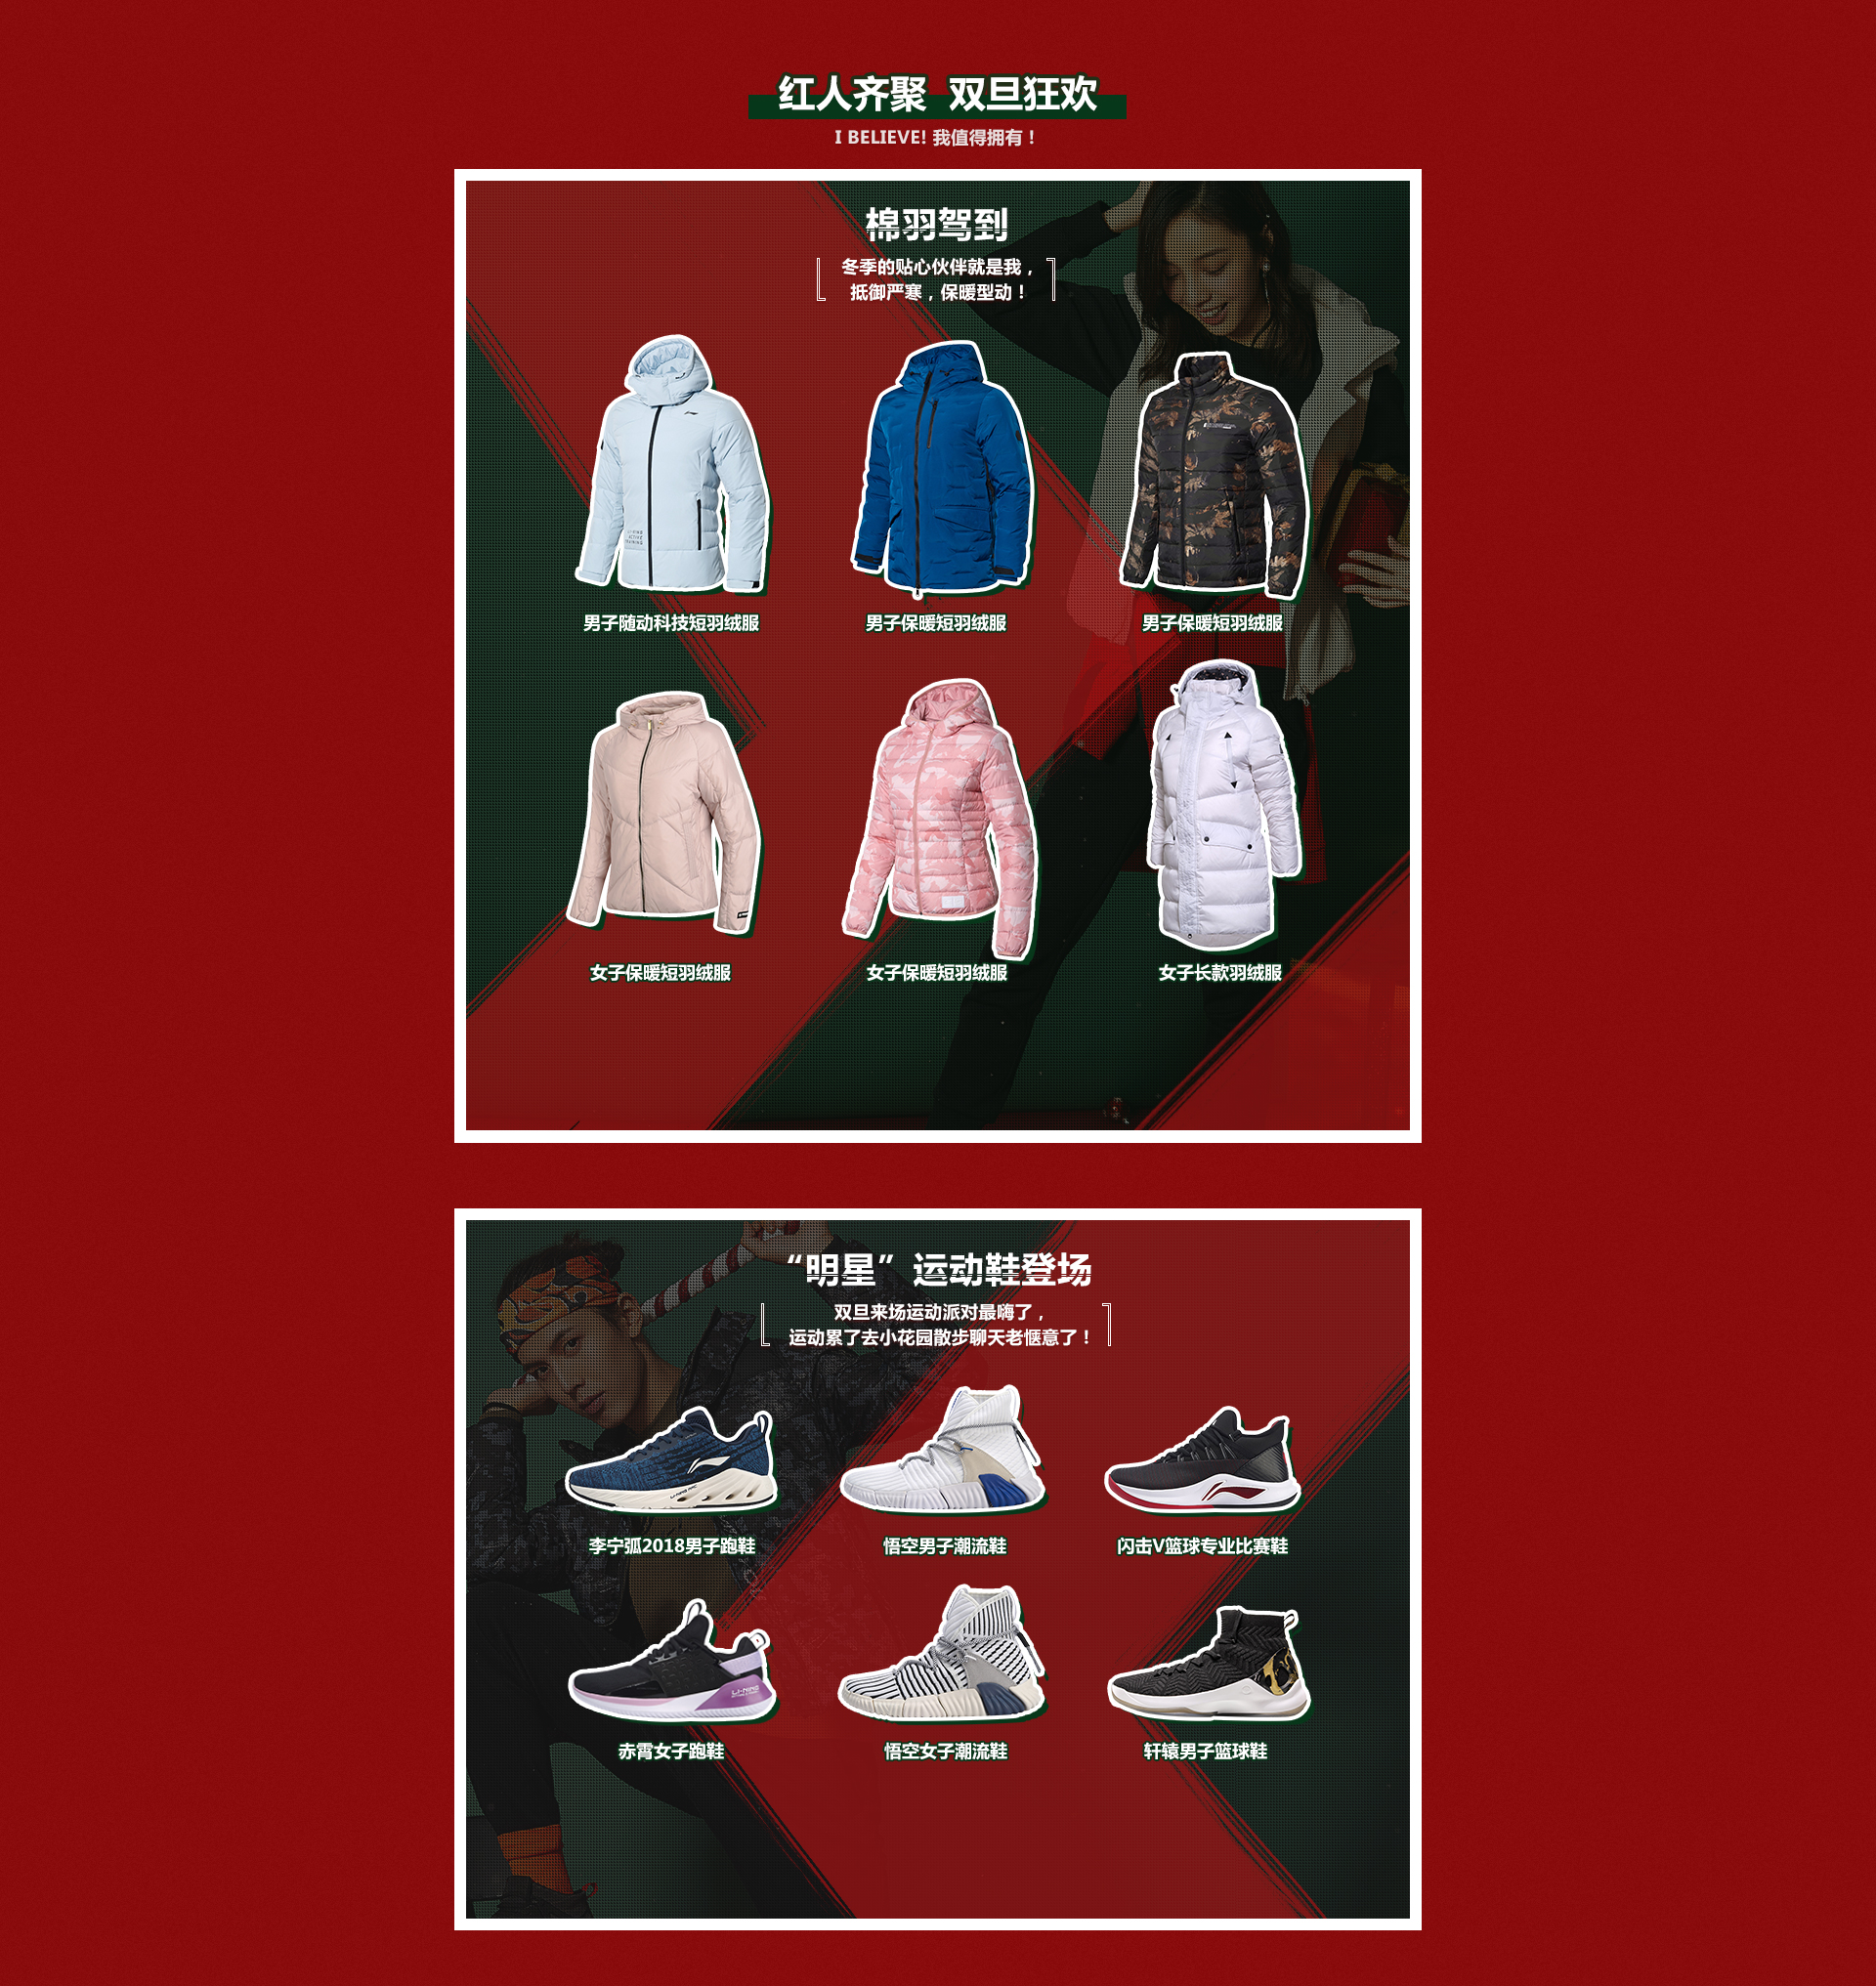 红人齐聚 双旦狂欢
I BELIEVE! 我值得拥有！
棉羽驾到
冬季的贴心伙伴就是我，
抵御严寒，保暖型动！
男子随动科技短羽绒服
男子保暖短羽绒服
男子保暖短羽绒服
女子保暖短羽绒服
女子保暖短羽绒服
女子长款羽绒服
“明星”运动鞋登场
双旦来场运动派对最嗨了，
运动累了去小花园散步聊天老惬意了！
李宁弧2018男子跑鞋
悟空男子潮流鞋
闪击V篮球专业比赛鞋
LI-NING
赤霄女子跑鞋
悟空女子潮流鞋
轩辕男子篮球鞋